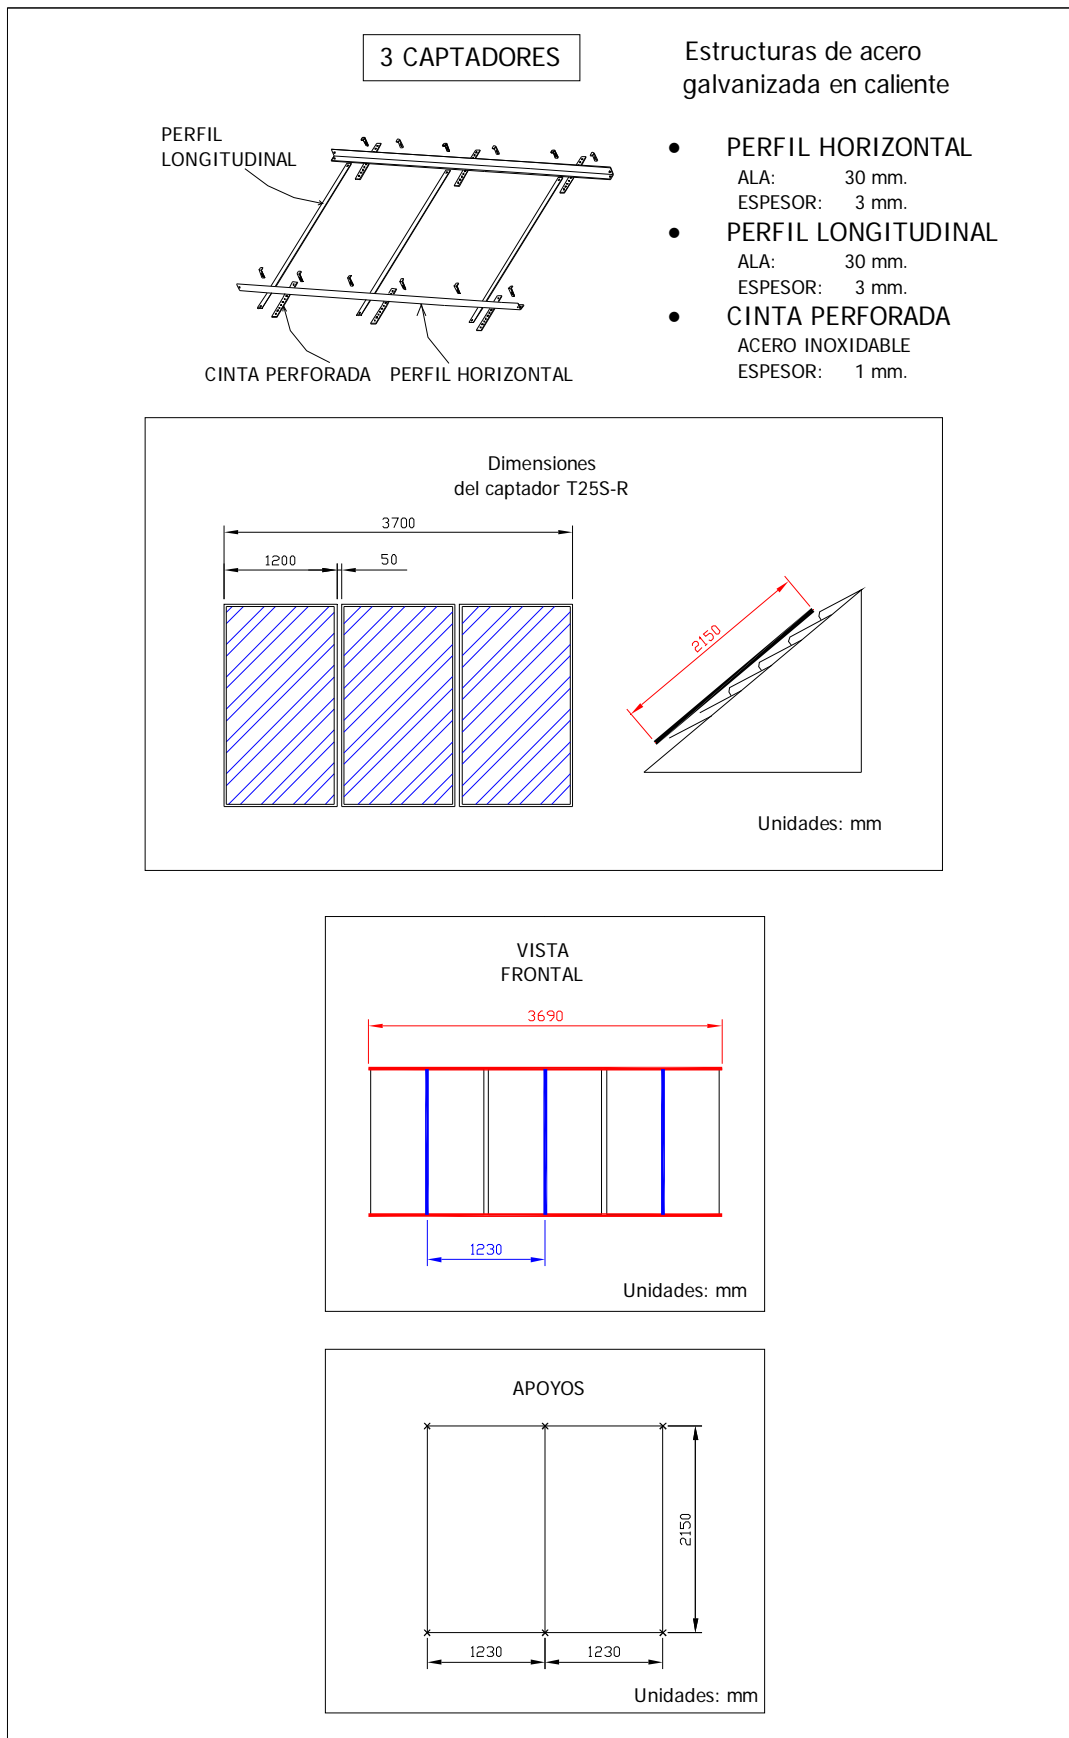 3 CAPTADORES
Estructuras de acero
galvanizada en caliente
PERFIL
LONGITUDINAL
CINTA PERFORADA
PERFIL HORIZONTAL
• PERFIL HORIZONTAL
ALA: 30 mm.
ESPESOR: 3 mm.
• PERFIL LONGITUDINAL
ALA: 30 mm.
ESPESOR: 3 mm.
• CINTA PERFORADA
ACERO INOXIDABLE
ESPESOR: 1 mm.
Dimensiones
del captador T25S-R
3700
1200
50
2150
Unidades: mm
VISTA
FRONTAL
3690
1230
Unidades: mm
APOYOS
2150
1230
1230
Unidades: mm